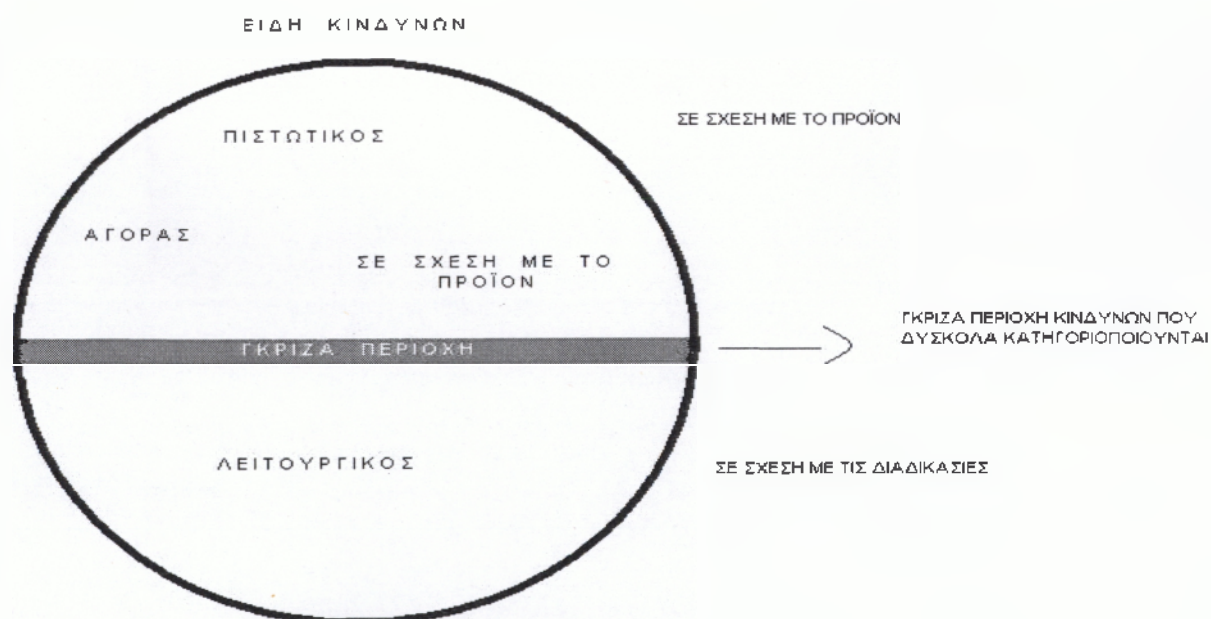 ΕΙΔΗ ΚΙΝΔΥΝΩΝ
ΣΕ ΣΧΕΣΗ ΜΕ ΤΟ ΠΡΟΪΟΝ
ΠΙΣΤΩΤΙΚΟΣ
ΑΓΟΡΑΣ
ΣΕ ΣΧΕΣΗ ΜΕ ΤΟ
ΠΡΟΪΟΝ
ΓΚΡΙΖΑ ΠΕΡΙΟΧΗ
ΓΚΡΙΖΑ ΠΕΡΙΟΧΗ ΚΙΝΔΥΝΩΝ ΠΟΥ
ΔΥΣΚΟΛΑ ΚΑΤΗΓΟΡΙΟΠΟΙΟΥΝΤΑΙ
ΛΕΙΤΟΥΡΓΙΚΟΣ
ΣΕ ΣΧΕΣΗ ΜΕ ΤΙΣ ΔΙΑΔΙΚΑΣΙΕΣ